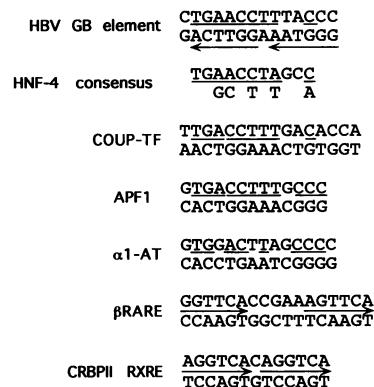 HBV GB element CTGAACCTTTACCC
GACTTGGAAATGGG
HNF-4 consensus TGAACCTAGCC
GC T T A
COUP-TF TTGACCTTTGACACCA
AACTGGAAACTGTGGT
APF1 GTGACCTTTGCCC
CACTGGAAACGGG
α1-AT GTGGACTTAGCCCC
CACCTGAATCGGGG
βRARE GGTTCACCGAAAGTTCA
CCAAGTGGCTTTCAAGT
CRBPII RXRE AGGTCACAGGTCA
TCCAGTGTCCAGT